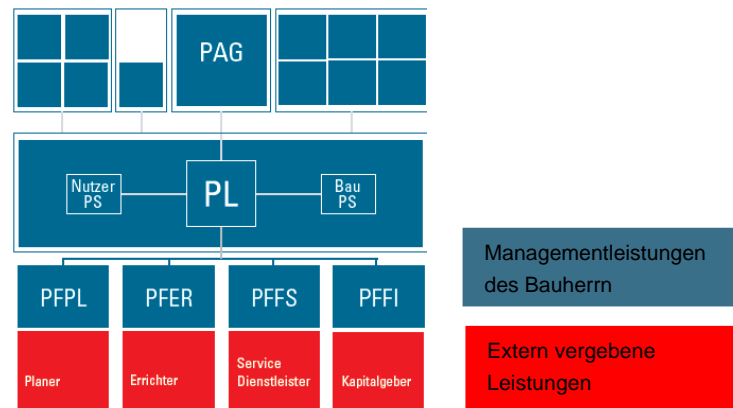 PAG
Nutzer
PS
PL
Bau
PS
PFPL
PFER
PFFS
PFFI
Planer
Errichter
Service
Dienstleister
Kapitalgeber
Managementleistungen
des Bauherrn
Extern vergebene
Leistungen